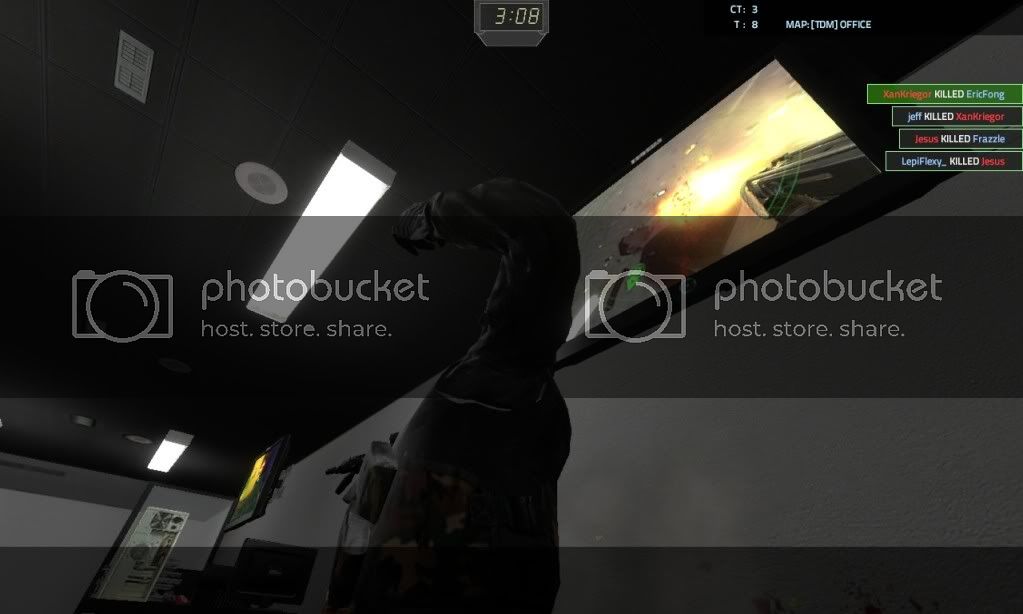 3:08
CT: 3
T : 8 MAP: [TDM] OFFICE
XanKriegor KILLED EricFong
jeff KILLED XanKriegor
Jesus KILLED Frazzle
LepiFlexy_ KILLED Jesus
photobucket photobucket
host. store. share. host. store. share.